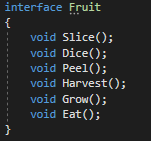 interface Fruit
{
    void Slice();
    void Dice();
    void Peel();
    void Harvest();
    void Grow();
    void Eat();
}